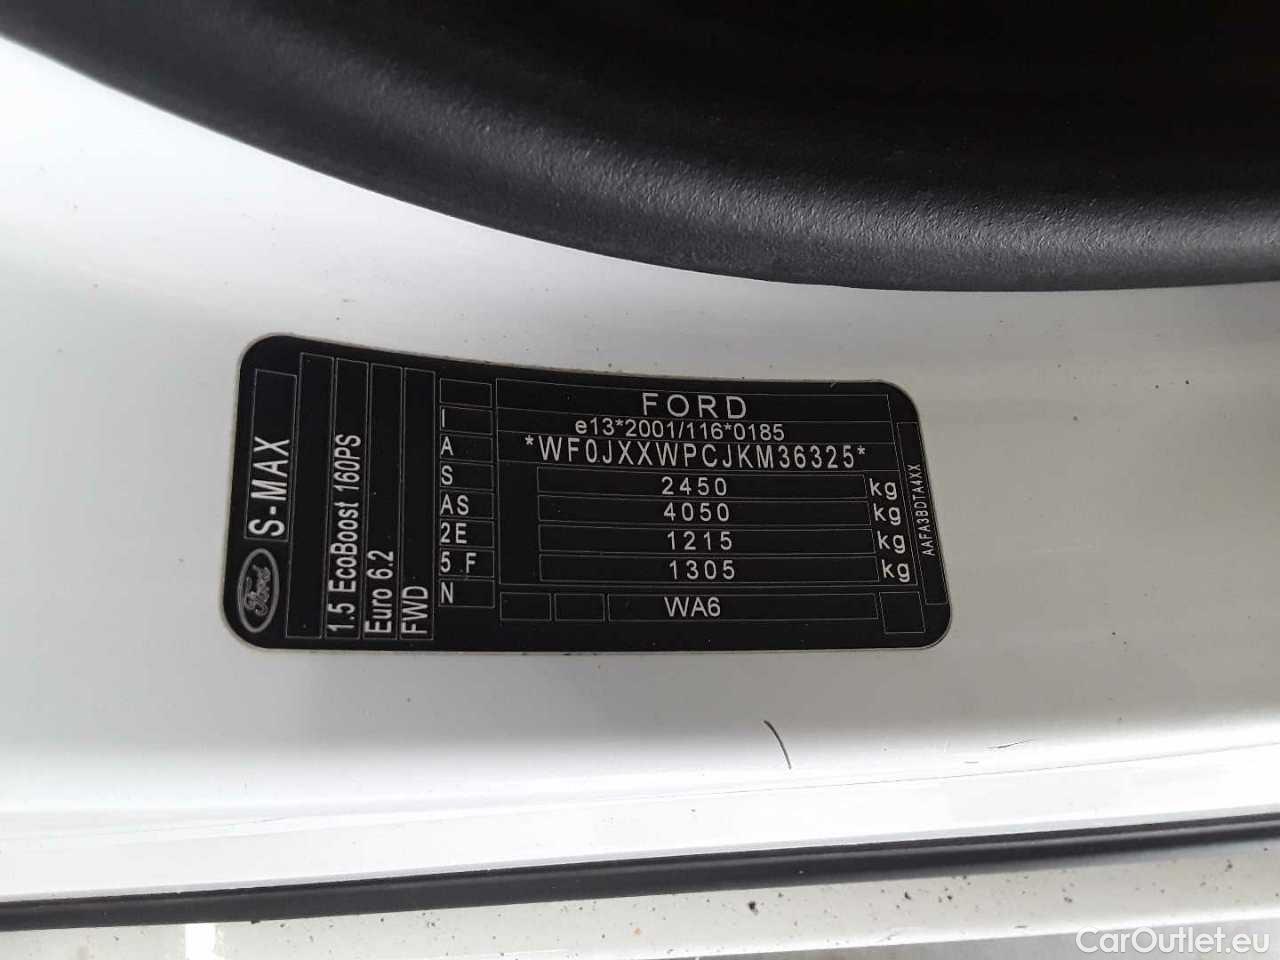 FORD
e13*2001/116*0185
*WF0JXXWPCJKM36325*
2450 kg
4050 kg
1215 kg
1305 kg
WA6
I
A
S
AS
2E
5 F
N
Ford
S-MAX
1.5 EcoBoost 160PS
Euro 6.2
FWD
AAFA3BDTA4XX
CarOutlet.eu